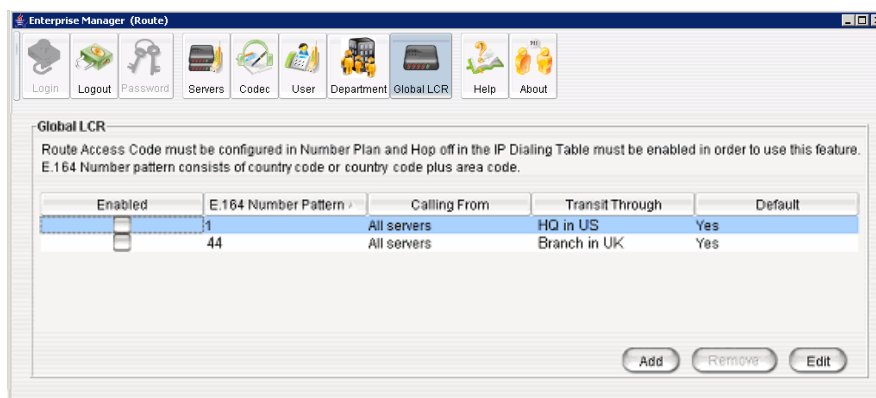 Enterprise Manager (Route)
Login Logout Password Servers Codec User Department Global LCR Help About
Global LCR
Route Access Code must be configured in Number Plan and Hop off in the IP Dialing Table must be enabled in order to use this feature.
E.164 Number pattern consists of country code or country code plus area code.
Enabled E.164 Number Pattern Calling From Transit Through Default
1 All servers HQ in US Yes
44 All servers Branch in UK Yes
Add Remove Edit